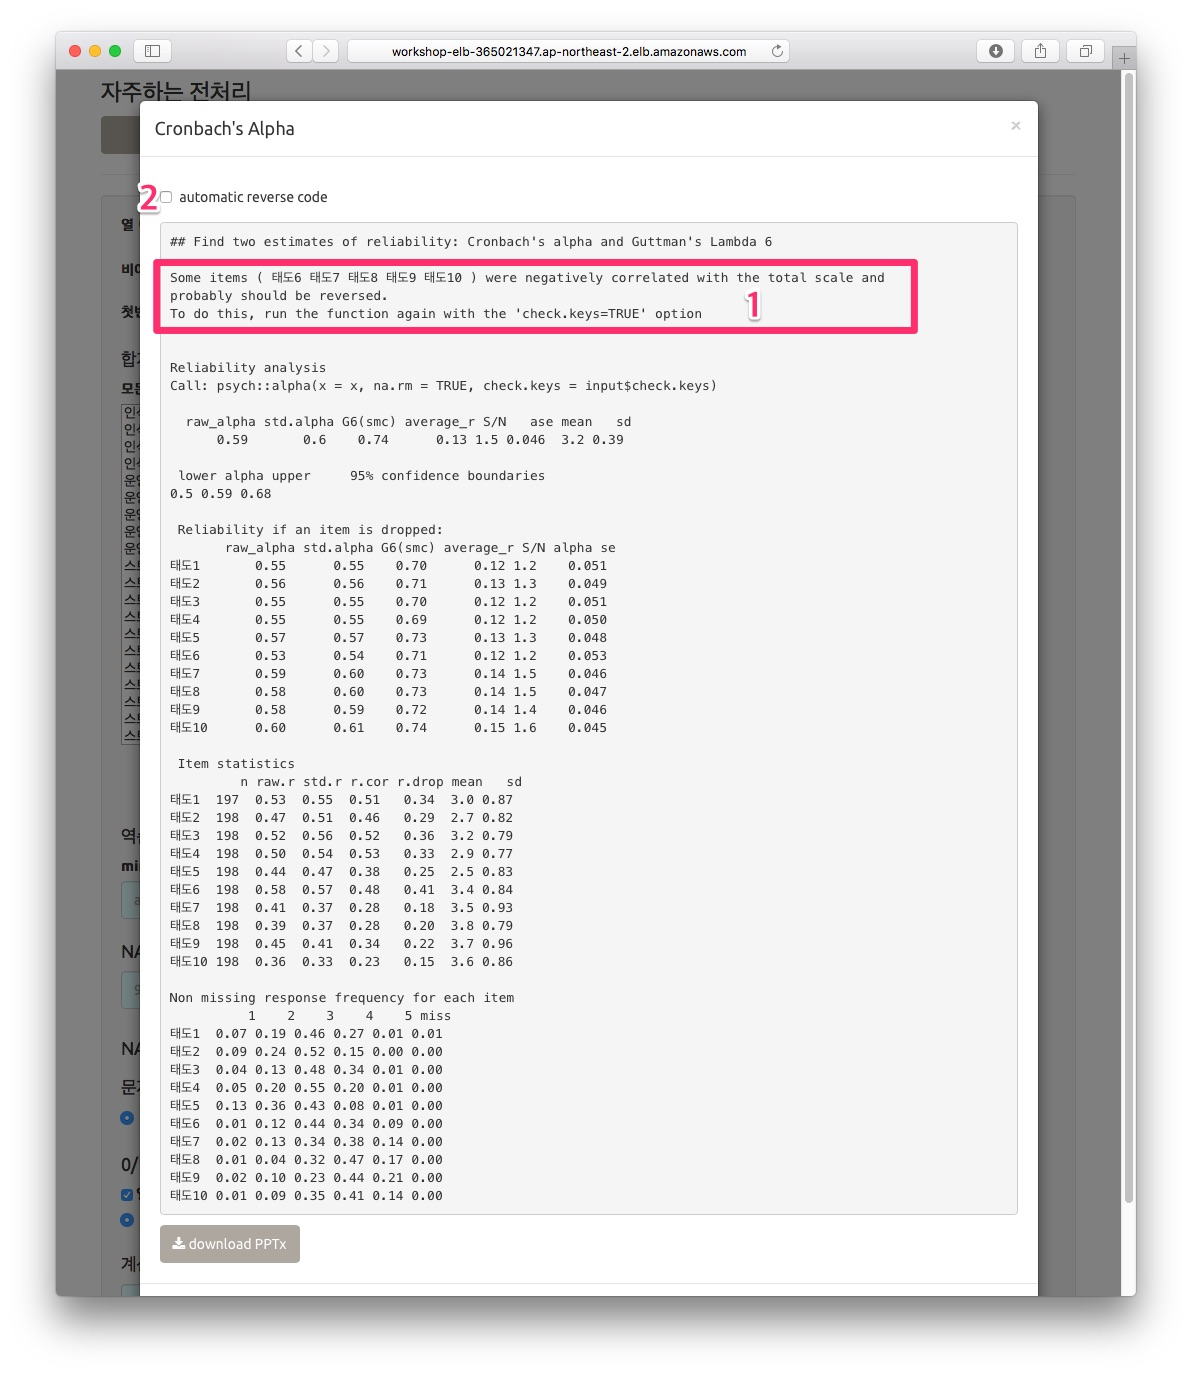 workshop-elb-365021347.ap-northeast-2.elb.amazonaws.com
자주하는 전처리
Cronbach's Alpha
×
2
automatic reverse code
## Find two estimates of reliability: Cronbach's alpha and Guttman's Lambda 6
Some items ( 태도6 태도7 태도8 태도9 태도10 ) were negatively correlated with the total scale and
probably should be reversed.
To do this, run the function again with the 'check.keys=TRUE' option
1
Reliability analysis
Call: psych::alpha(x = x, na.rm = TRUE, check.keys = input$check.keys)
raw_alpha std.alpha G6(smc) average_r S/N ase mean sd
0.59 0.6 0.74 0.13 1.5 0.046 3.2 0.39
lower alpha upper 95% confidence boundaries
0.5 0.59 0.68
Reliability if an item is dropped:
raw_alpha std.alpha G6(smc) average_r S/N alpha se
태도1 0.55 0.55 0.70 0.12 1.2 0.051
태도2 0.56 0.56 0.71 0.13 1.3 0.049
태도3 0.55 0.55 0.70 0.12 1.2 0.051
태도4 0.55 0.55 0.69 0.12 1.2 0.050
태도5 0.57 0.57 0.73 0.13 1.3 0.048
태도6 0.53 0.54 0.71 0.12 1.2 0.053
태도7 0.59 0.60 0.73 0.14 1.5 0.046
태도8 0.58 0.60 0.73 0.14 1.5 0.047
태도9 0.58 0.59 0.72 0.14 1.4 0.046
태도10 0.60 0.61 0.74 0.15 1.6 0.045
Item statistics
n raw.r std.r r.cor r.drop mean sd
태도1 197 0.53 0.55 0.51 0.34 3.0 0.87
태도2 198 0.47 0.51 0.46 0.29 2.7 0.82
태도3 198 0.52 0.56 0.52 0.36 3.2 0.79
태도4 198 0.50 0.54 0.53 0.33 2.9 0.77
태도5 198 0.44 0.47 0.38 0.25 2.5 0.83
태도6 198 0.58 0.57 0.48 0.41 3.4 0.84
태도7 198 0.41 0.37 0.28 0.18 3.5 0.93
태도8 198 0.39 0.37 0.28 0.20 3.8 0.79
태도9 198 0.45 0.41 0.34 0.22 3.7 0.96
태도10 198 0.36 0.33 0.23 0.15 3.6 0.86
Non missing response frequency for each item
1 2 3 4 5 miss
태도1 0.07 0.19 0.46 0.27 0.01 0.01
태도2 0.09 0.24 0.52 0.15 0.00 0.00
태도3 0.04 0.13 0.48 0.34 0.01 0.00
태도4 0.05 0.20 0.55 0.20 0.01 0.00
태도5 0.13 0.36 0.43 0.08 0.01 0.00
태도6 0.01 0.12 0.44 0.34 0.09 0.00
태도7 0.02 0.13 0.34 0.38 0.14 0.00
태도8 0.01 0.04 0.32 0.47 0.17 0.00
태도9 0.02 0.10 0.23 0.44 0.21 0.00
태도10 0.01 0.09 0.35 0.41 0.14 0.00
download PPTx